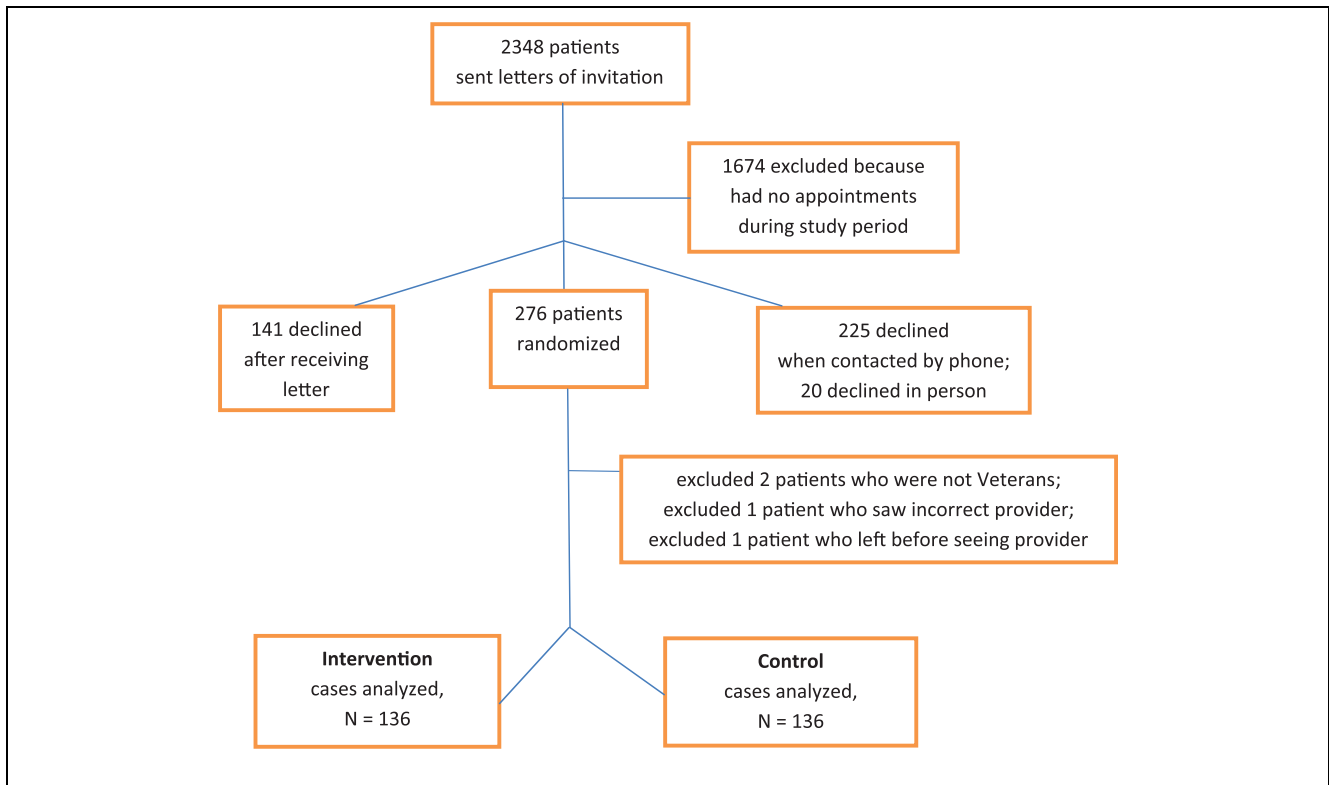 2348 patients
sent letters of invitation
1674 excluded because
had no appointments
during study period
141 declined
after receiving
letter
276 patients
randomized
225 declined
when contacted by phone;
20 declined in person
excluded 2 patients who were not Veterans;
excluded 1 patient who saw incorrect provider;
excluded 1 patient who left before seeing provider
Intervention
cases analyzed,
N = 136
Control
cases analyzed,
N = 136